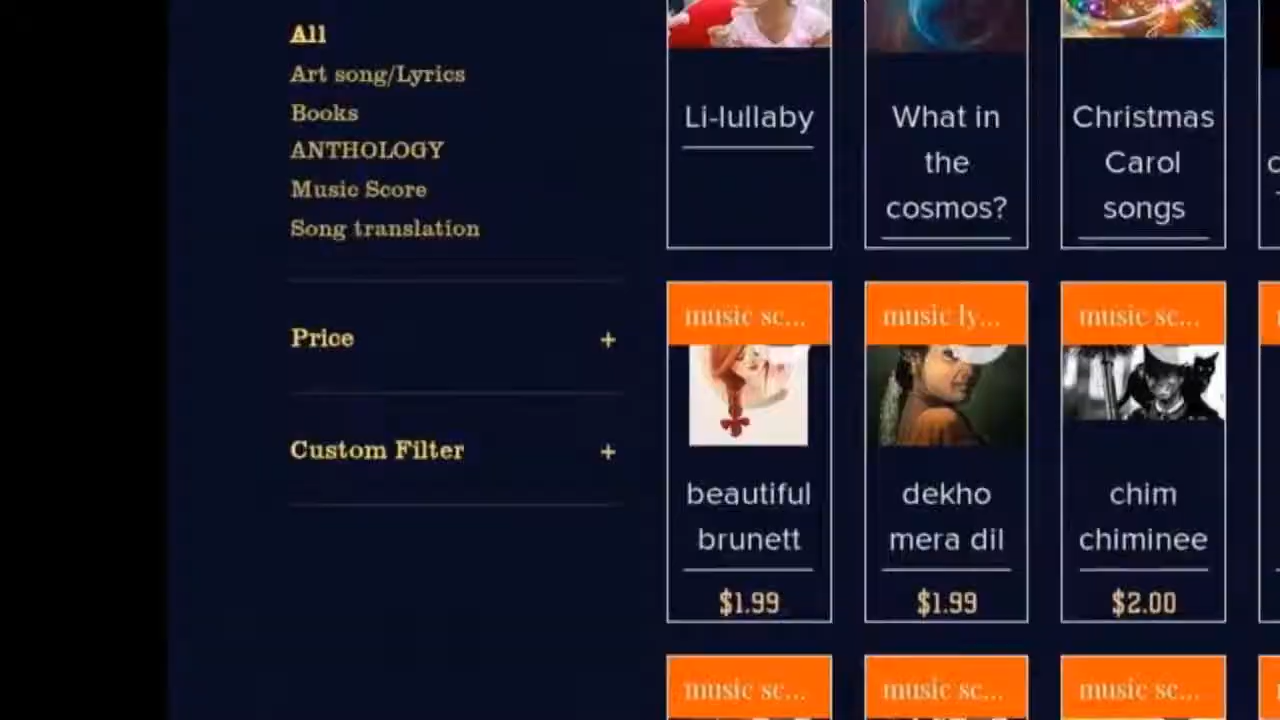 All
Art song/Lyrics
Books
ANTHOLOGY
Music Score
Song translation
Price +
Custom Filter +
Li-lullaby
What in
the
cosmos?
Christmas
Carol
songs
music sc...
beautiful
brunett
$1.99
music ly...
dekho
mera dil
$1.99
music sc...
chim
chiminee
$2.00
music sc...
music sc...
music sc...